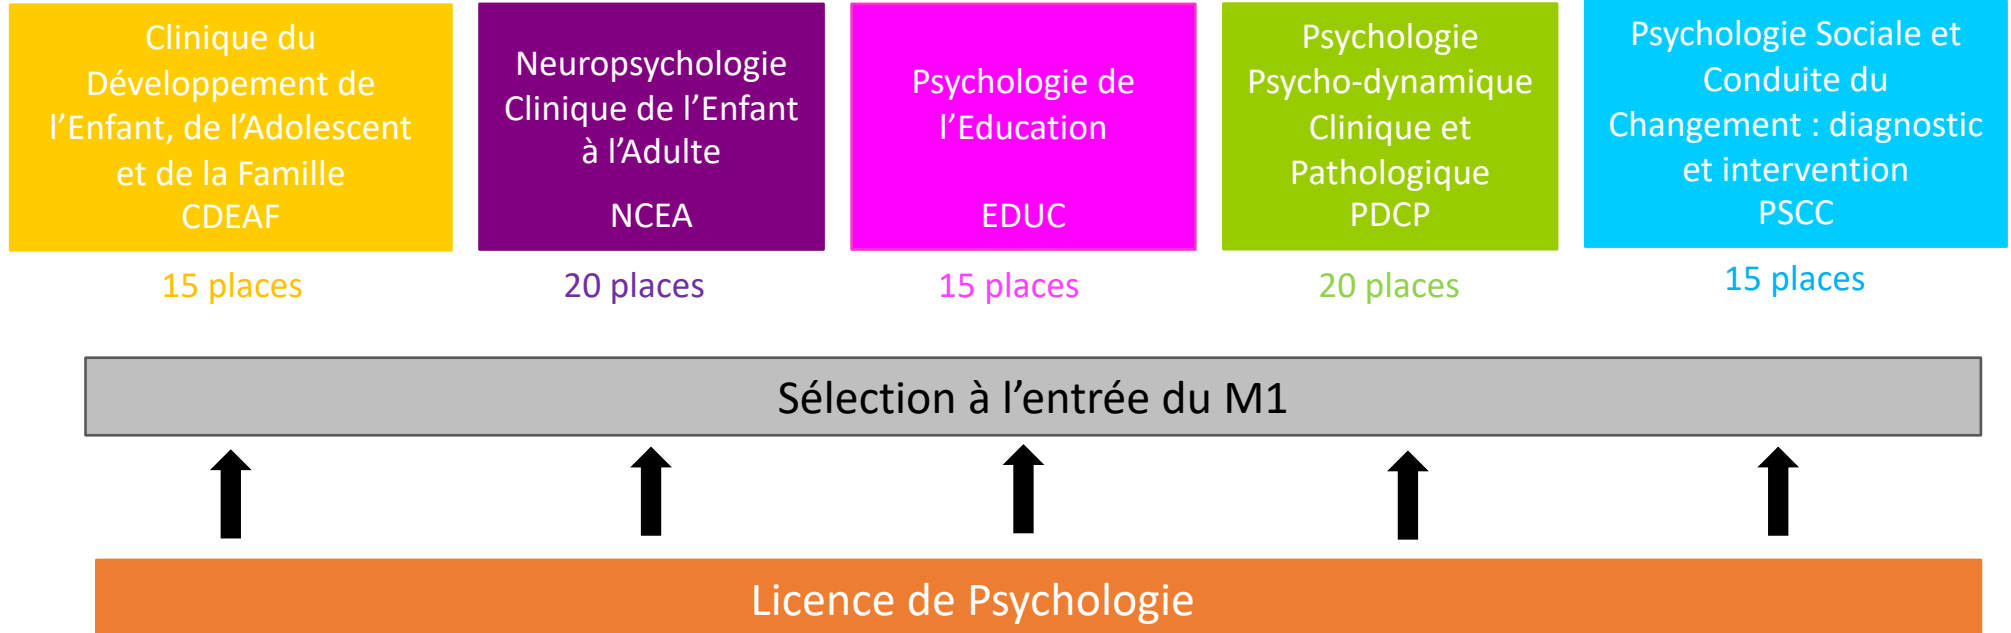 Clinique du
Développement de
l’Enfant, de l’Adolescent
et de la Famille
CDEAF
Neuropsychologie
Clinique de l’Enfant
à l’Adulte
NCEA
Psychologie de
l’Education
EDUC
Psychologie
Psycho-dynamique
Clinique et
Pathologique
PDCP
Psychologie Sociale et
Conduite du
Changement : diagnostic
et intervention
PSCC
15 places
20 places
15 places
20 places
15 places
Sélection à l’entrée du M1
Licence de Psychologie